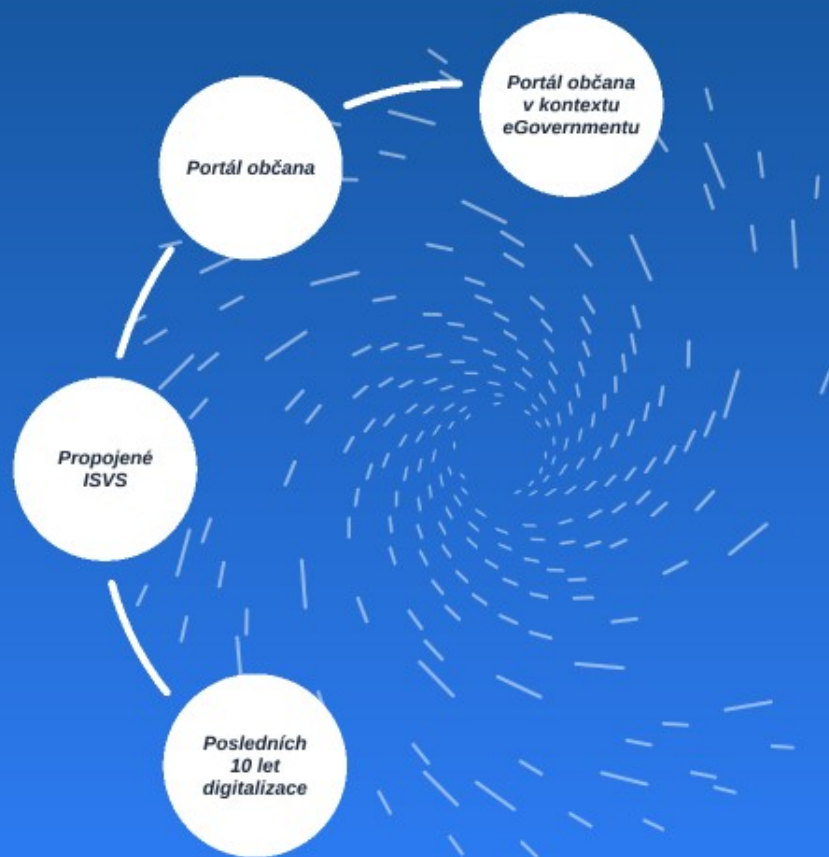 Portál občana
v kontextu
eGovernmentu
Portál občana
Propojené
ISVS
Posledních
10 let
digitalizace